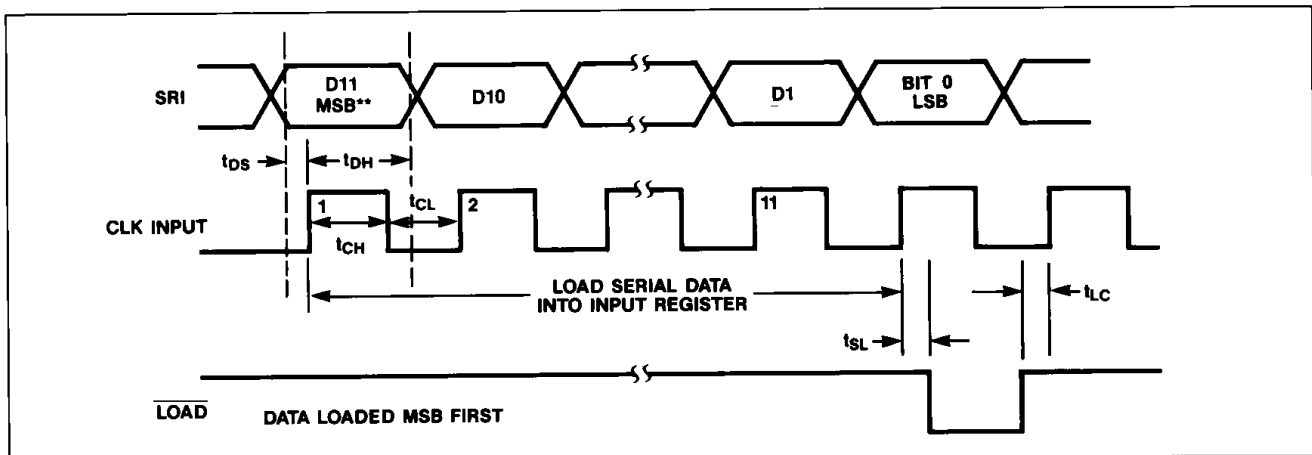 SRI
D11
MSB**
D10
D1
BIT 0
LSB
tDS
tDH
CLK INPUT
1
tCH
tCL
2
11
LOAD SERIAL DATA
INTO INPUT REGISTER
tLC
tSL
LOAD
DATA LOADED MSB FIRST